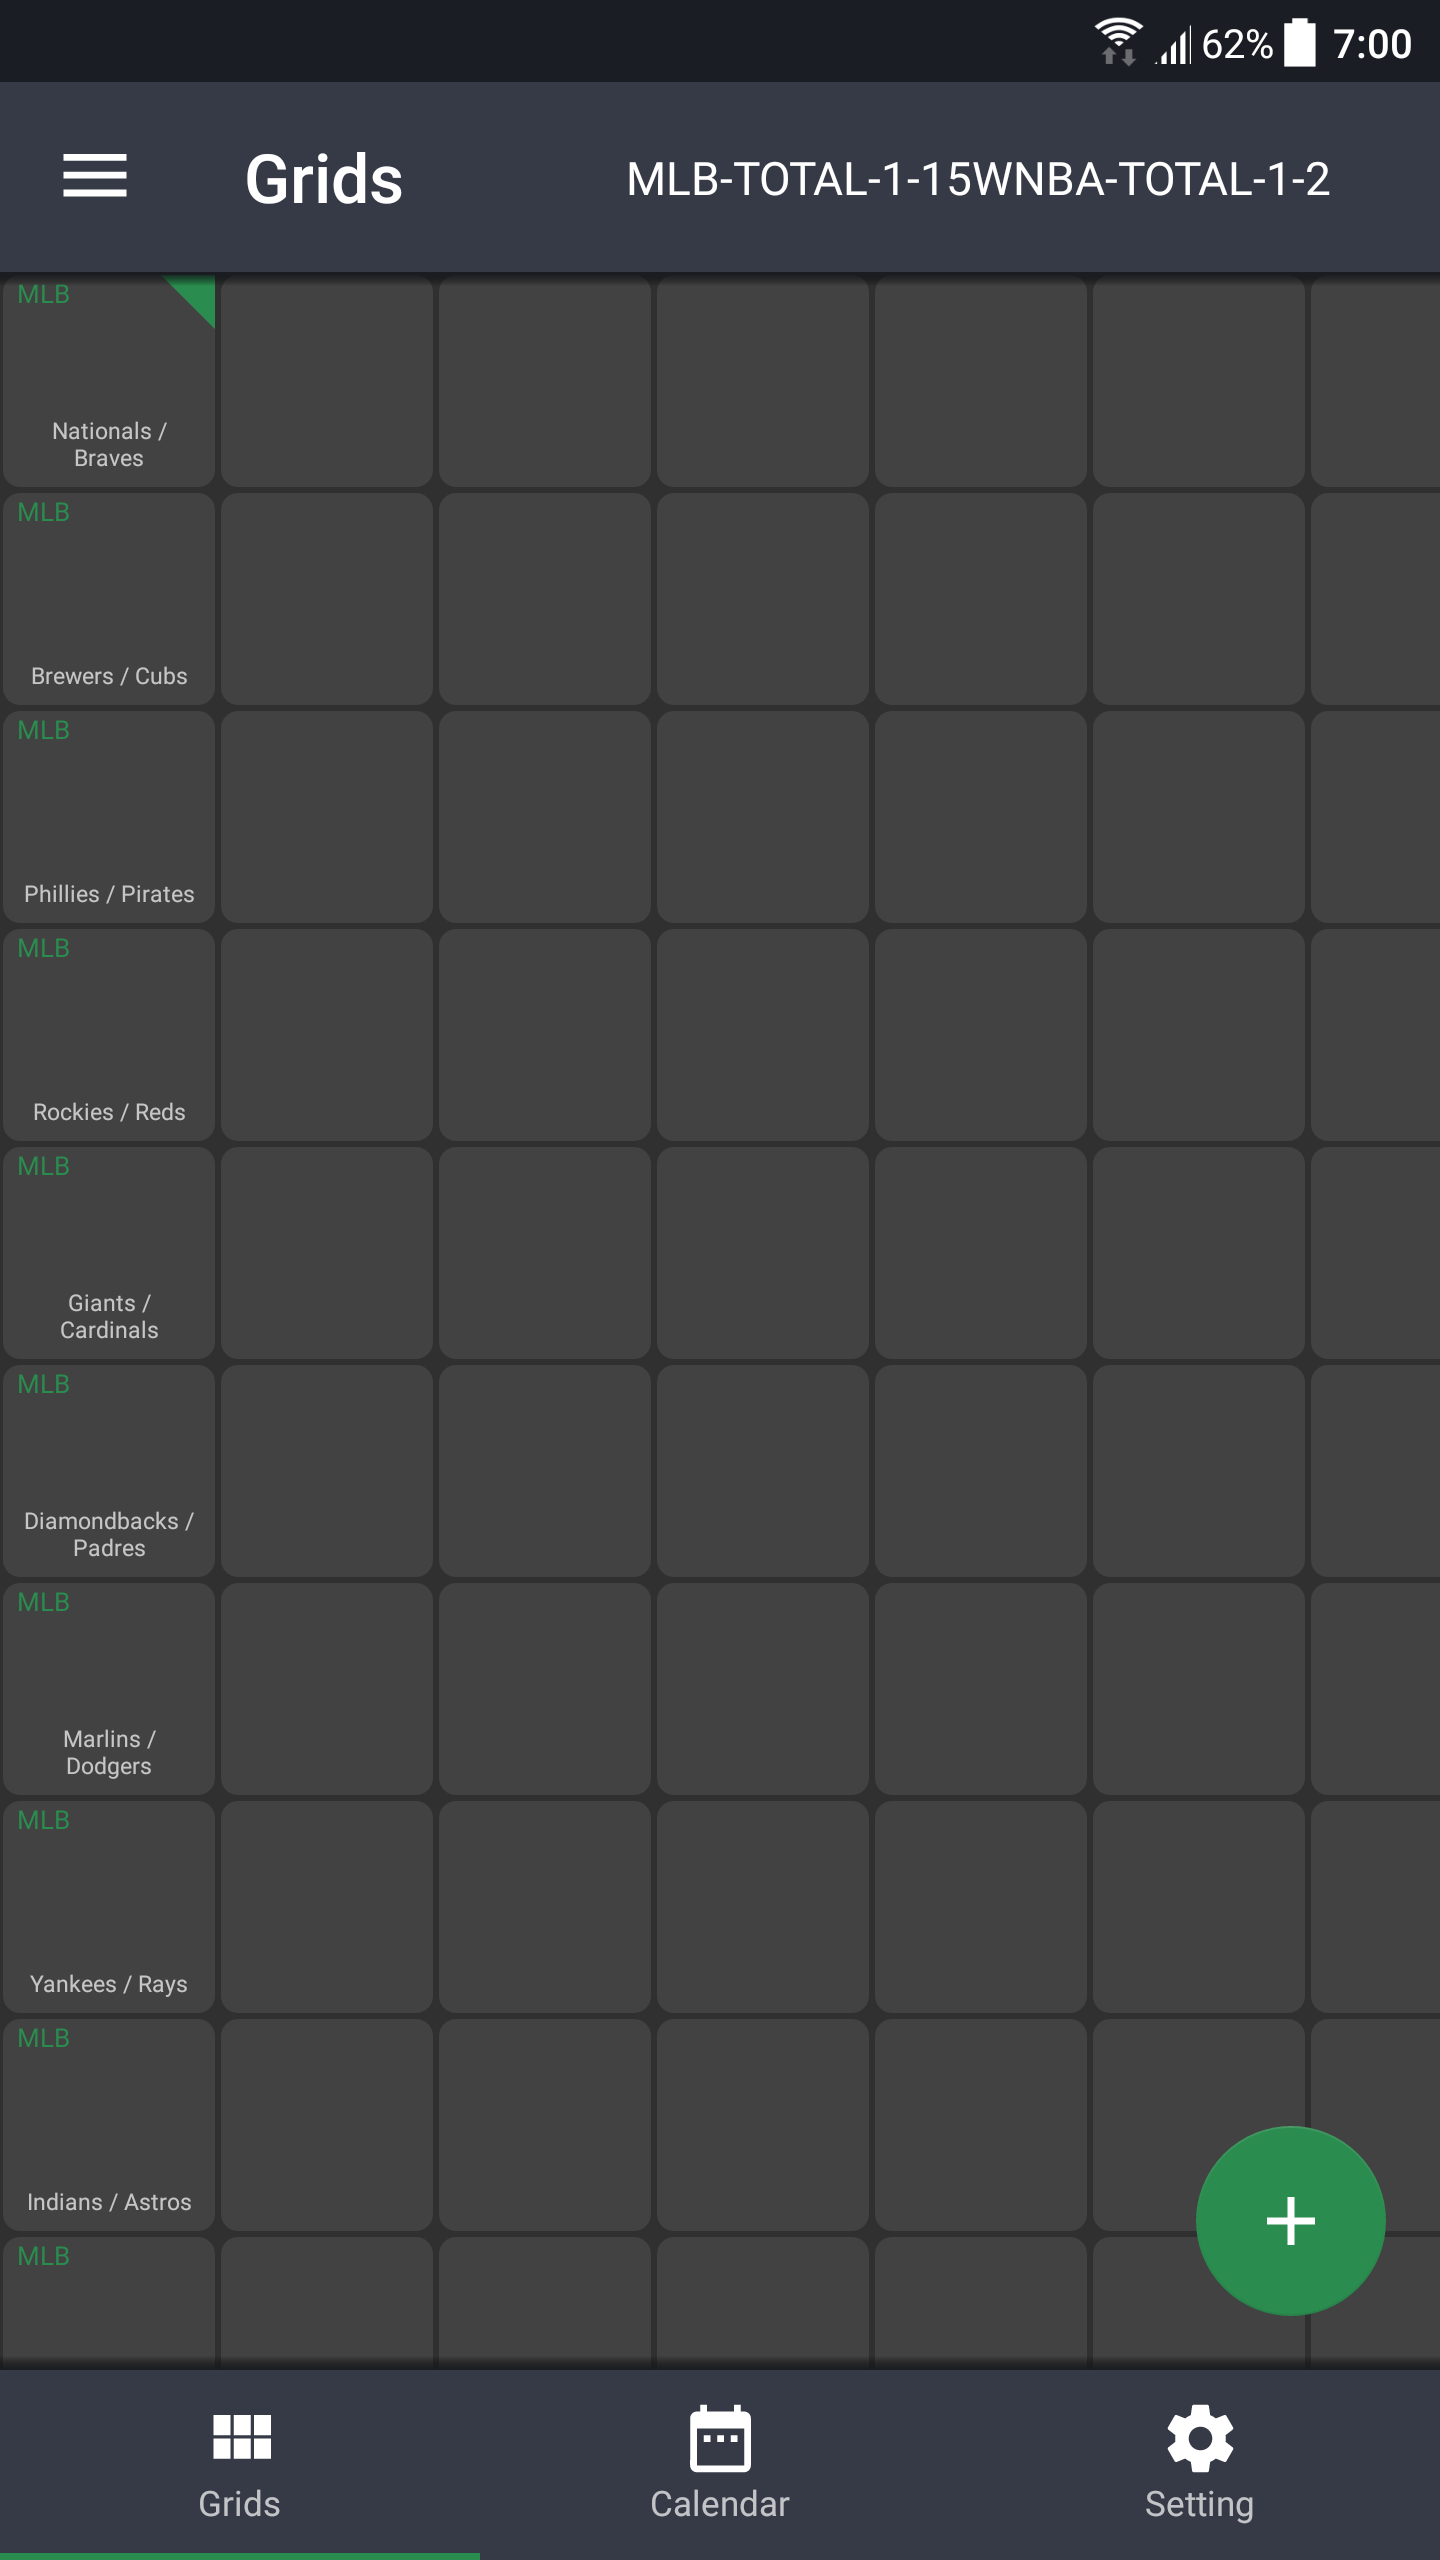 62% 7:00
Grids MLB-TOTAL-1-15WNBA-TOTAL-1-2
MLB
Nationals /
Braves
MLB
Brewers / Cubs
MLB
Phillies / Pirates
MLB
Rockies / Reds
MLB
Giants /
Cardinals
MLB
Diamondbacks /
Padres
MLB
Marlins /
Dodgers
MLB
Yankees / Rays
MLB
Indians / Astros
MLB
Grids Calendar Setting